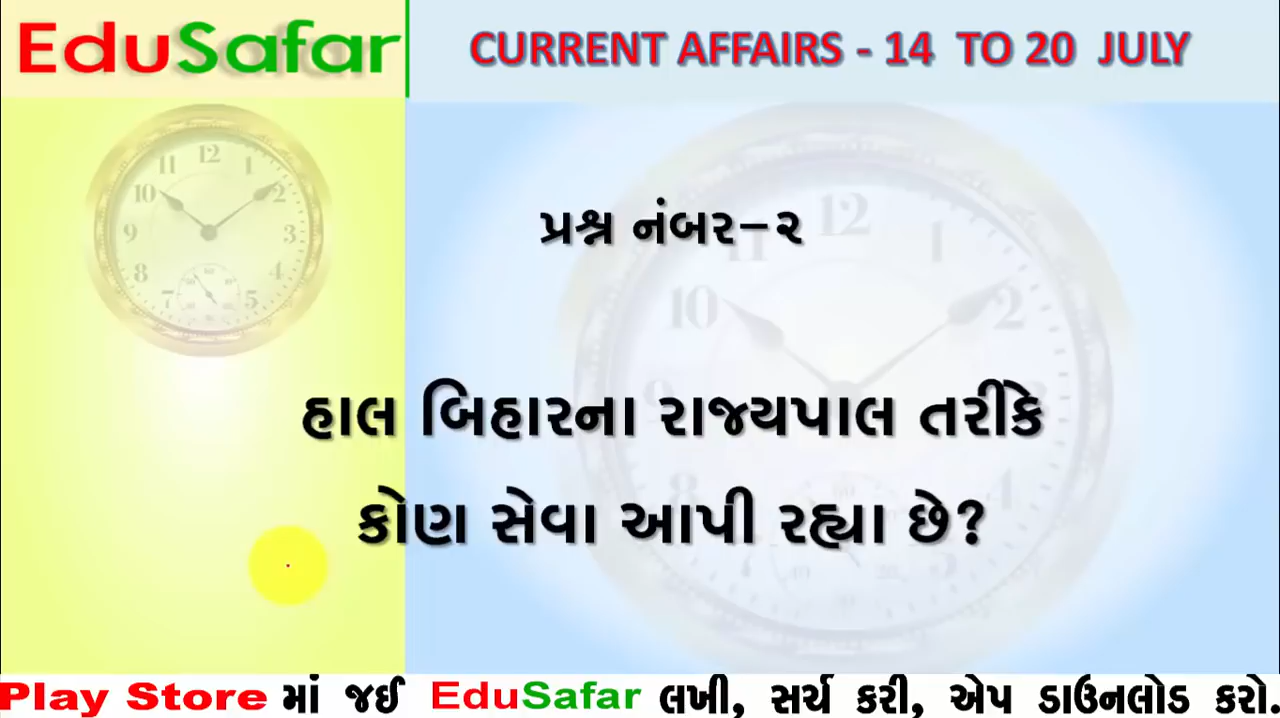 EduSafar
CURRENT AFFAIRS - 14 TO 20 JULY
પ્રશ્ન નંબર-૨
હાલ બિહારના રાજ્યપાલ તરીકે
કોણ સેવા આપી રહ્યા છે?
Play Store માં જઈ EduSafar લખી, સર્ચ કરી, એપ ડાઉનલોડ કરો.